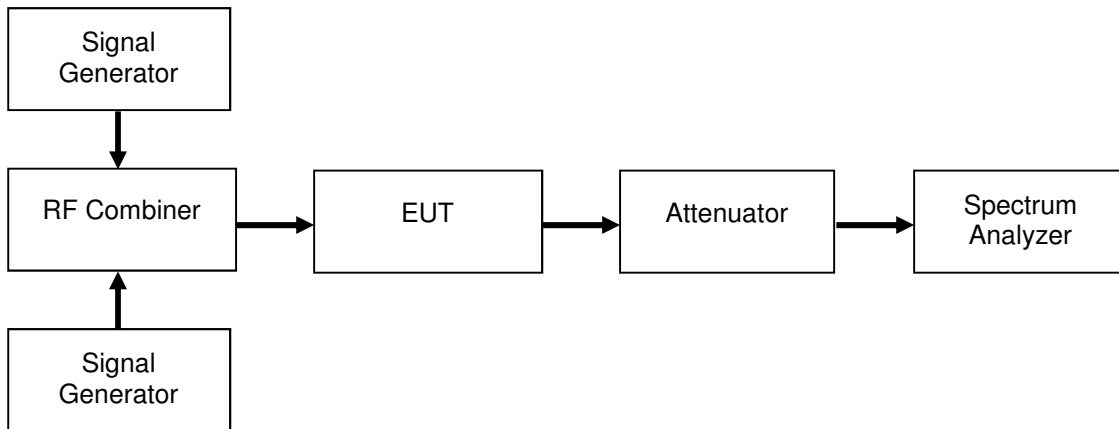 Signal
Generator
RF Combiner
EUT
Attenuator
Spectrum
Analyzer
Signal
Generator